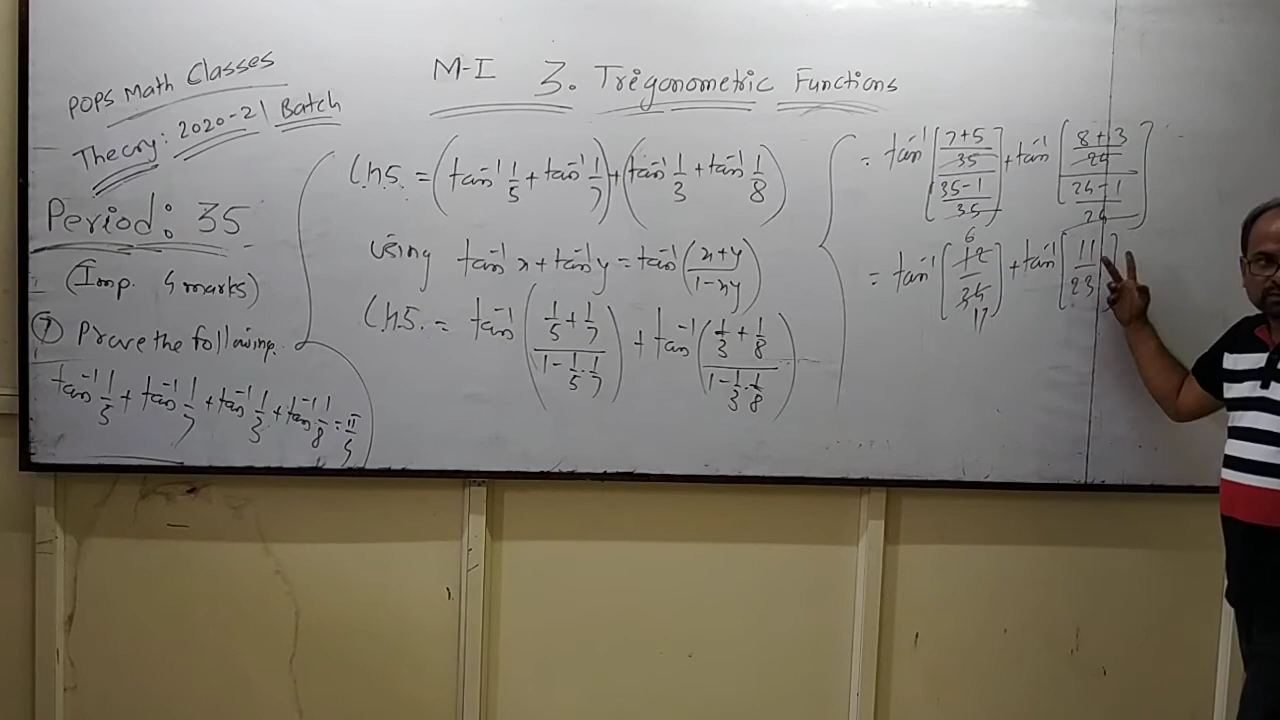 POPS Math Classes
Theory: 2020-21 Batch
Period: 35
(Imp. 4 marks)
⑦ Prove the following.
tan⁻¹ 1/5 + tan⁻¹ 1/7 + tan⁻¹ 1/3 + tan⁻¹ 1/8 = π/4
M-I 3. Trigonometric Functions
L.h.S. = (tan⁻¹ 1/5 + tan⁻¹ 1/7) + (tan⁻¹ 1/3 + tan⁻¹ 1/8)
using tan⁻¹x + tan⁻¹y = tan⁻¹((x+y)/(1-xy))
L.h.S. = tan⁻¹((1/5 + 1/7)/(1 - 1/5 · 1/7)) + tan⁻¹((1/3 + 1/8)/(1 - 1/3 · 1/8))
= tan⁻¹[((7+5)/35)/((35-1)/35)] + tan⁻¹[((8+3)/24)/((24-1)/24)]
6
= tan⁻¹[12/34] + tan⁻¹[11/23]
17